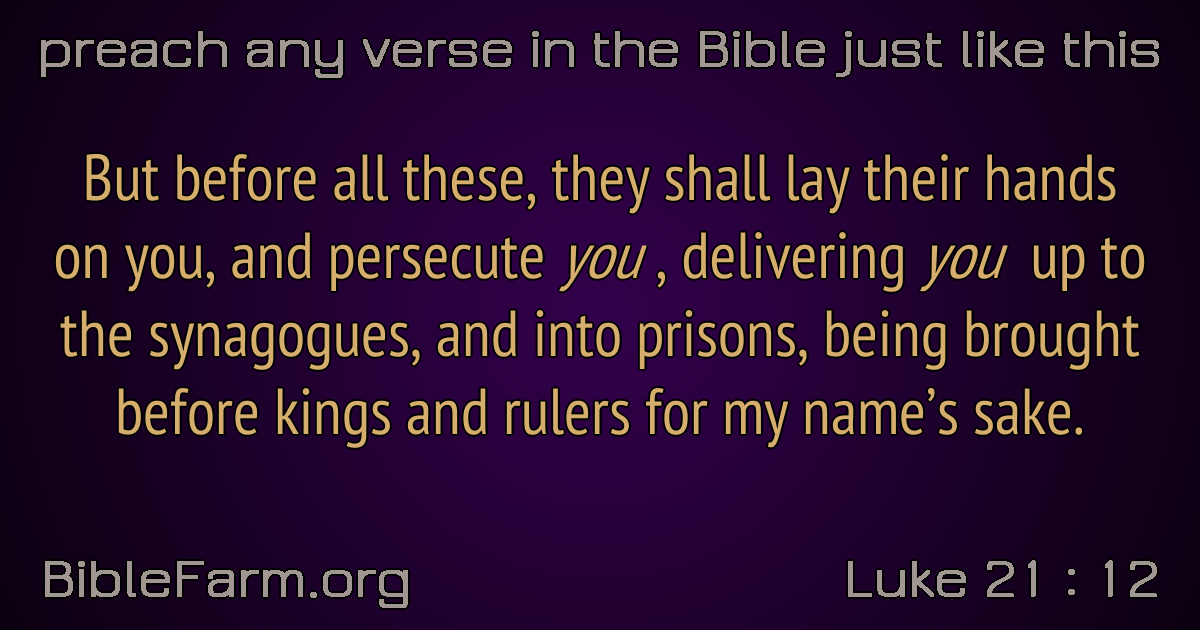 preach any verse in the Bible just like this
But before all these, they shall lay their hands
on you, and persecute you , delivering you up to
the synagogues, and into prisons, being brought
before kings and rulers for my name’s sake.
BibleFarm.org
Luke 21 : 12